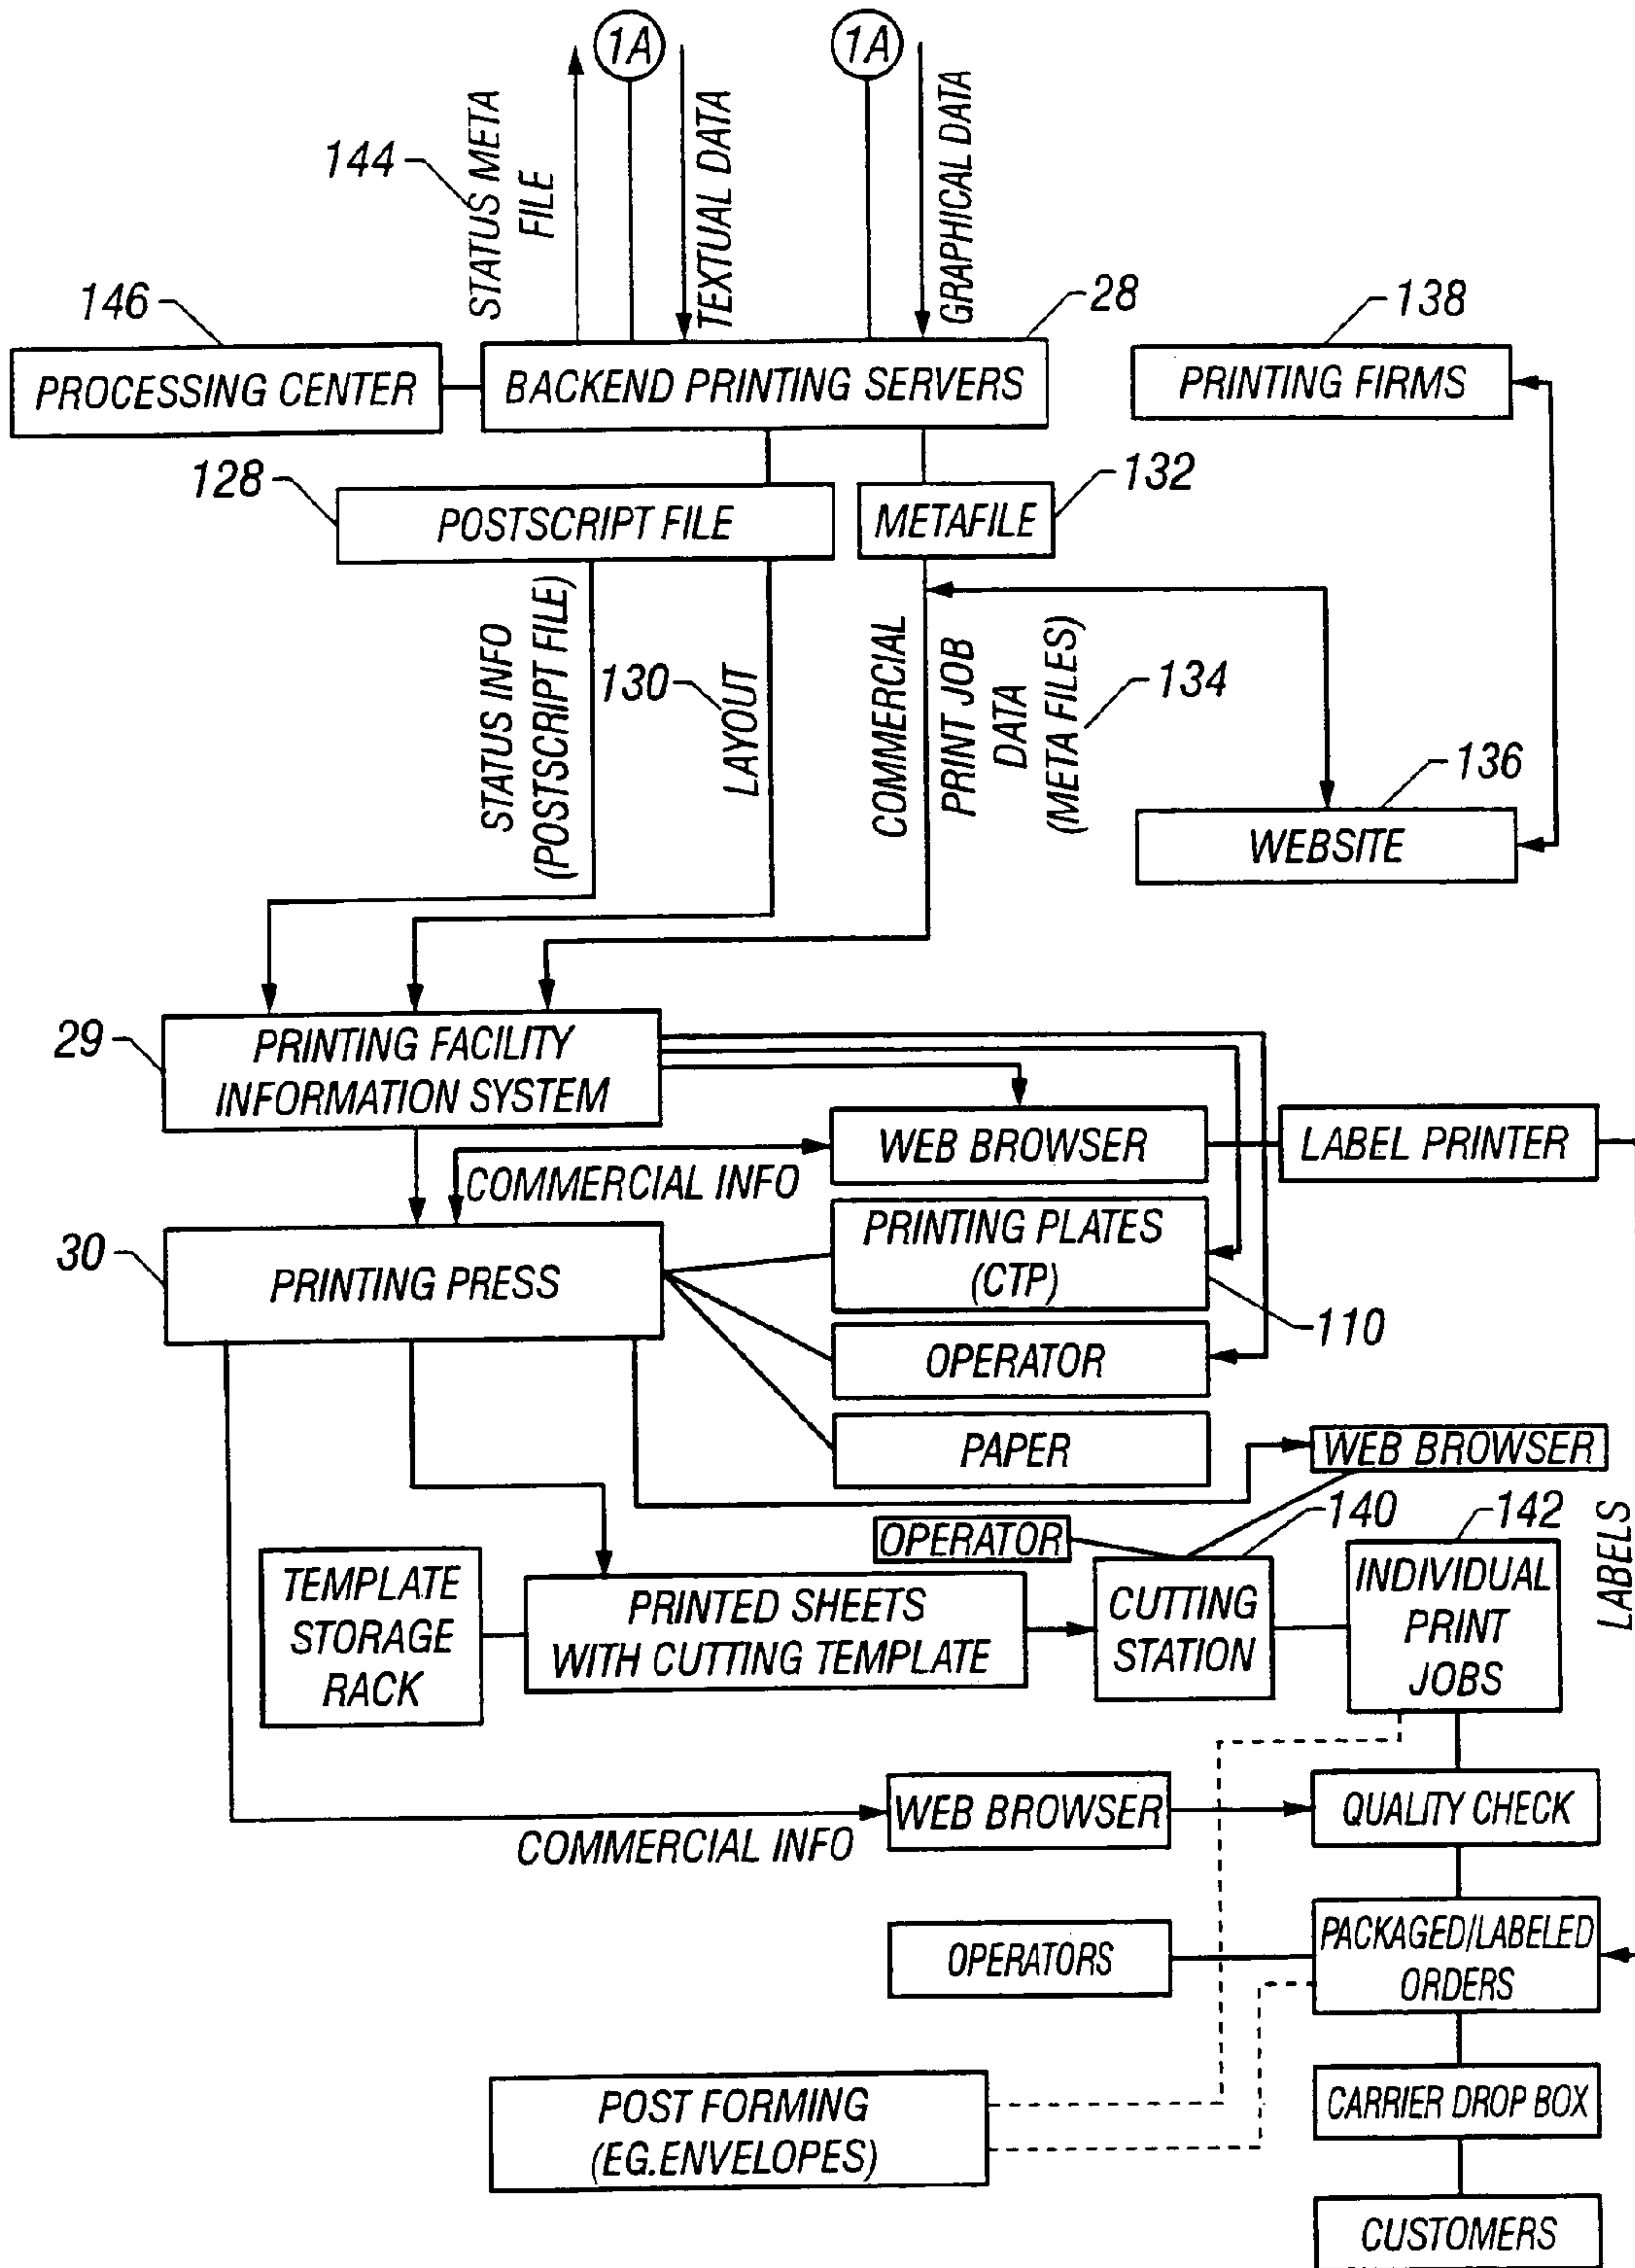 1A
1A
144
STATUS META
FILE
TEXTUAL DATA
GRAPHICAL DATA
146
28
138
PROCESSING CENTER
BACKEND PRINTING SERVERS
PRINTING FIRMS
128
132
POSTSCRIPT FILE
METAFILE
STATUS INFO
(POSTSCRIPT FILE)
130
LAYOUT
COMMERCIAL
PRINT JOB
DATA
(META FILES)
134
136
WEBSITE
29
PRINTING FACILITY
INFORMATION SYSTEM
WEB BROWSER
LABEL PRINTER
COMMERCIAL INFO
30
PRINTING PRESS
PRINTING PLATES
(CTP)
110
OPERATOR
PAPER
WEB BROWSER
OPERATOR
140
142
LABELS
TEMPLATE
STORAGE
RACK
PRINTED SHEETS
WITH CUTTING TEMPLATE
CUTTING
STATION
INDIVIDUAL
PRINT
JOBS
WEB BROWSER
QUALITY CHECK
COMMERCIAL INFO
OPERATORS
PACKAGED/LABELED
ORDERS
POST FORMING
(EG.ENVELOPES)
CARRIER DROP BOX
CUSTOMERS